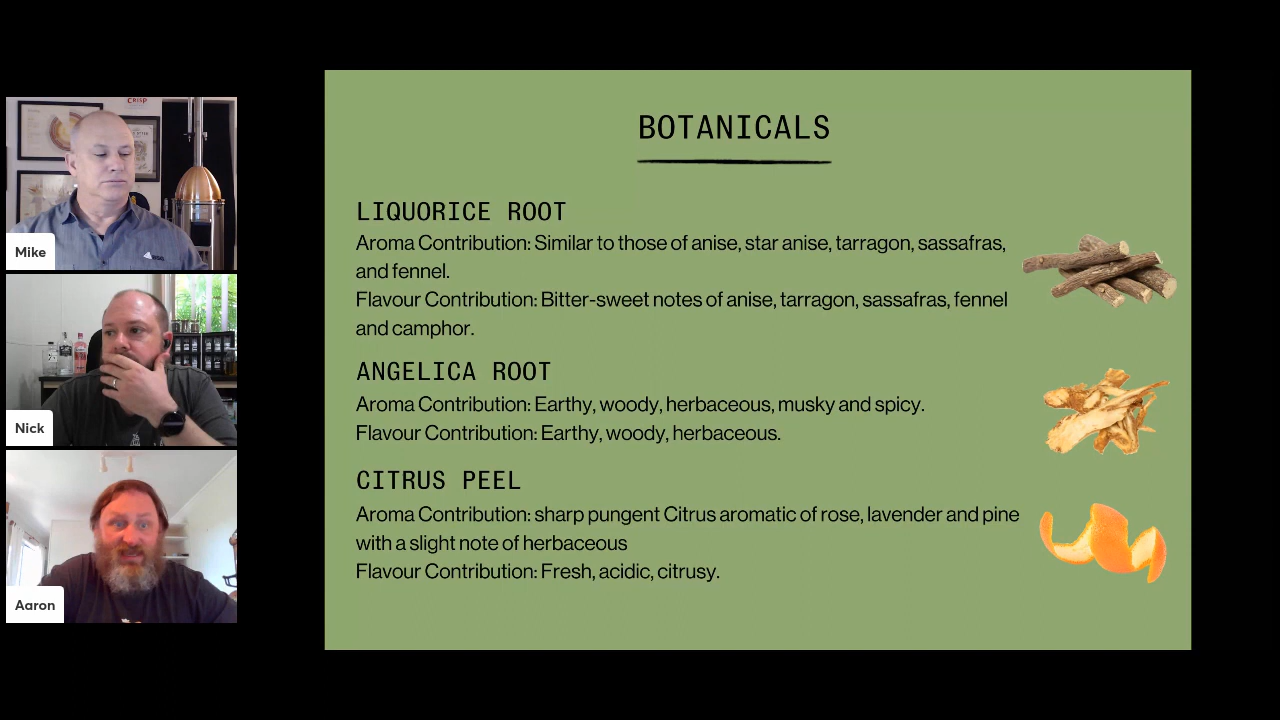 CRISP
Mike
Nick
Aaron
BOTANICALS
LIQUORICE ROOT
Aroma Contribution: Similar to those of anise, star anise, tarragon, sassafras,
and fennel.
Flavour Contribution: Bitter-sweet notes of anise, tarragon, sassafras, fennel
and camphor.
ANGELICA ROOT
Aroma Contribution: Earthy, woody, herbaceous, musky and spicy.
Flavour Contribution: Earthy, woody, herbaceous.
CITRUS PEEL
Aroma Contribution: sharp pungent Citrus aromatic of rose, lavender and pine
with a slight note of herbaceous
Flavour Contribution: Fresh, acidic, citrusy.